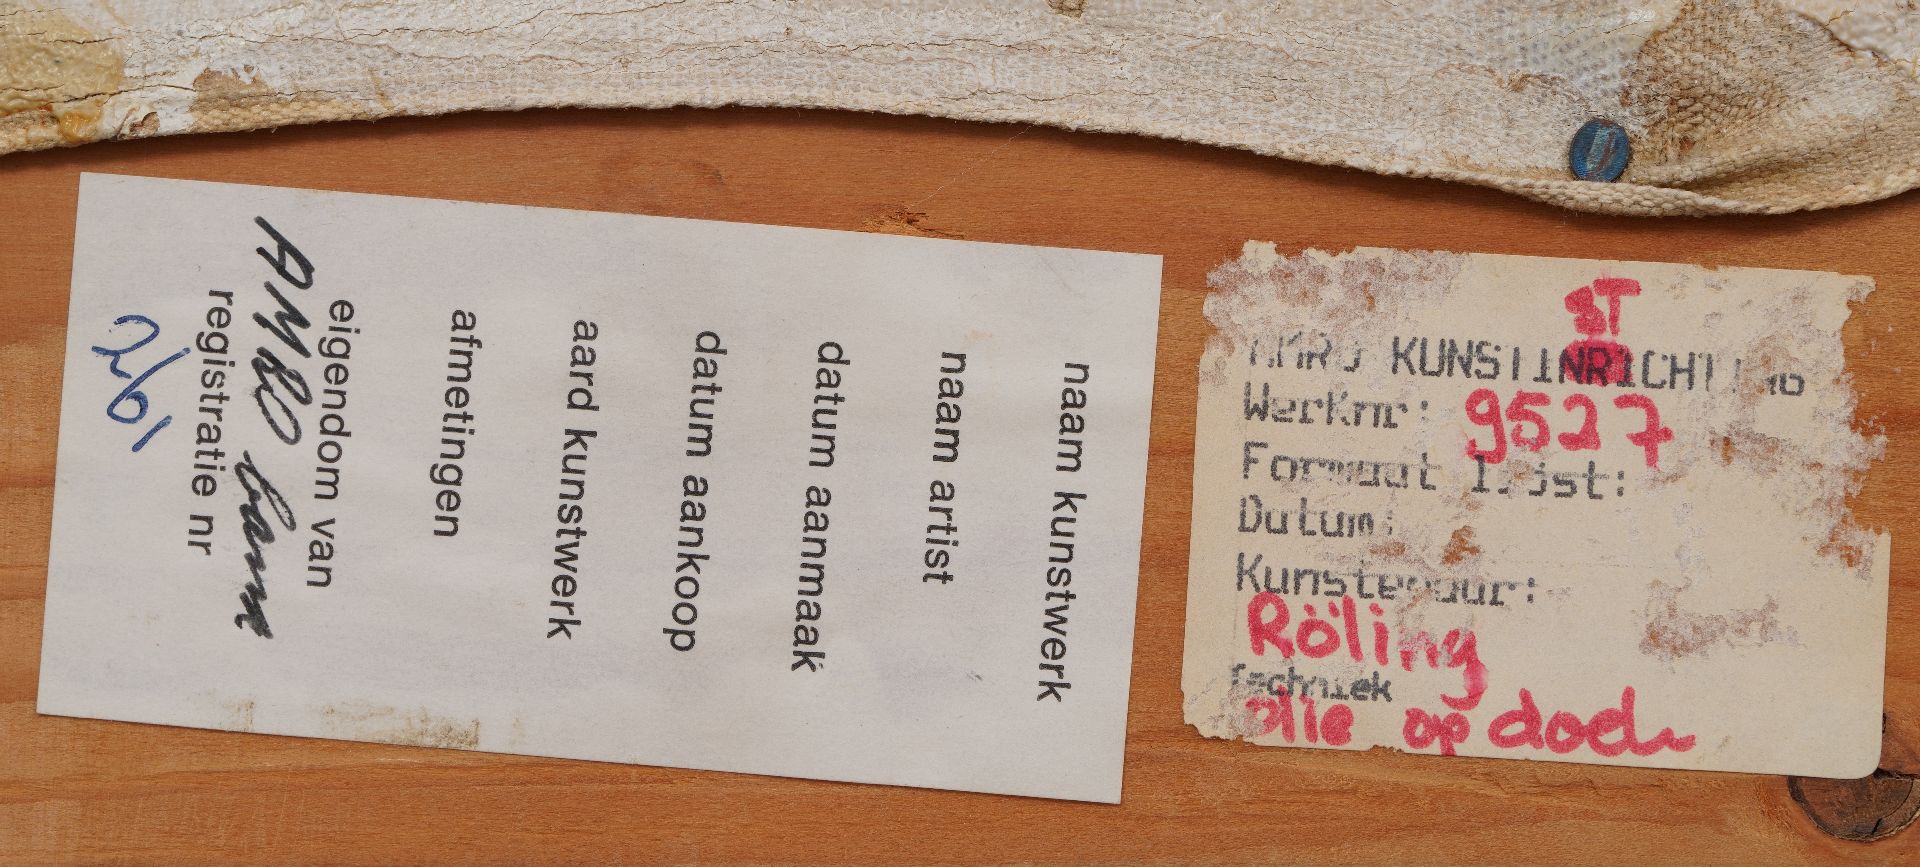 naam kunstwerk
naam artist
datum aanmaak
datum aankoop
aard kunstwerk
afmetingen
eigendom van
AMRO bank
registratie nr
ST
KUNSTINRICHTING
Werknr: 9527
Formaat lijst:
Datum:
Kunstenaar:
Röling
Techniek
olie op doek